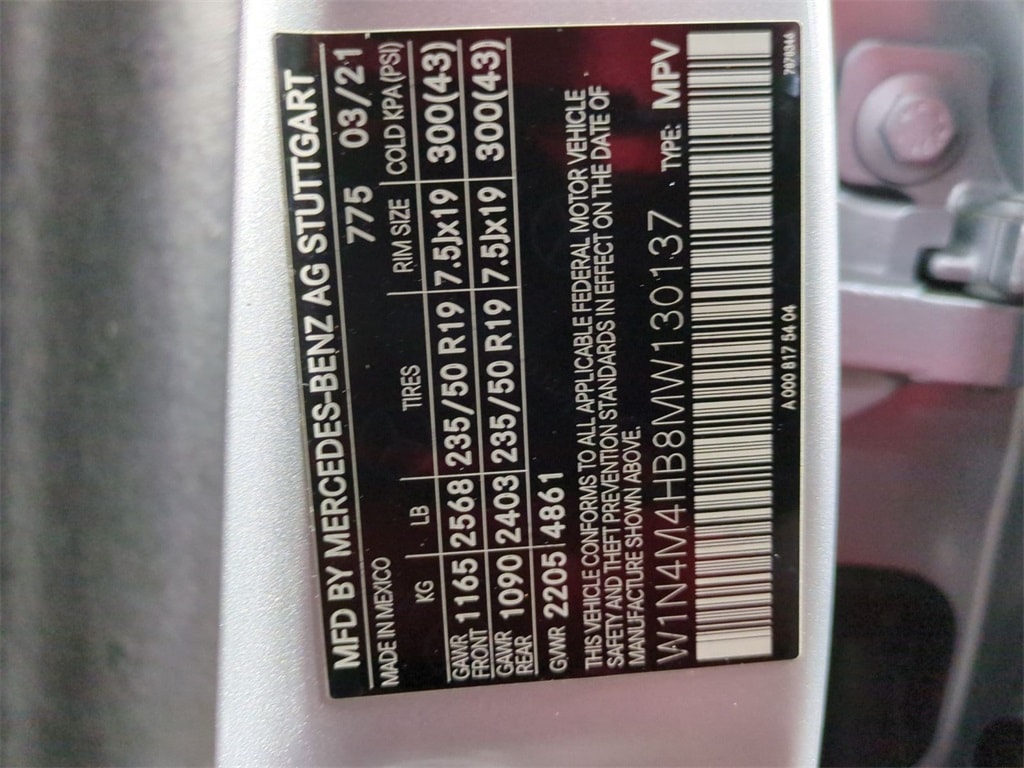 MFD BY MERCEDES-BENZ AG STUTTGART
MADE IN MEXICO 775 03/21
KG LB TIRES RIM SIZE COLD KPA(PSI)
GAWR FRONT 1165 2568 235/50 R19 7.5Jx19 300(43)
GAWR REAR 1090 2403 235/50 R19 7.5Jx19 300(43)
GVWR 2205 4861
THIS VEHICLE CONFORMS TO ALL APPLICABLE FEDERAL MOTOR VEHICLE
SAFETY AND THEFT PREVENTION STANDARDS IN EFFECT ON THE DATE OF
MANUFACTURE SHOWN ABOVE.
W1N4M4HB8MW130137 TYPE: MPV
A 000 817 54 04